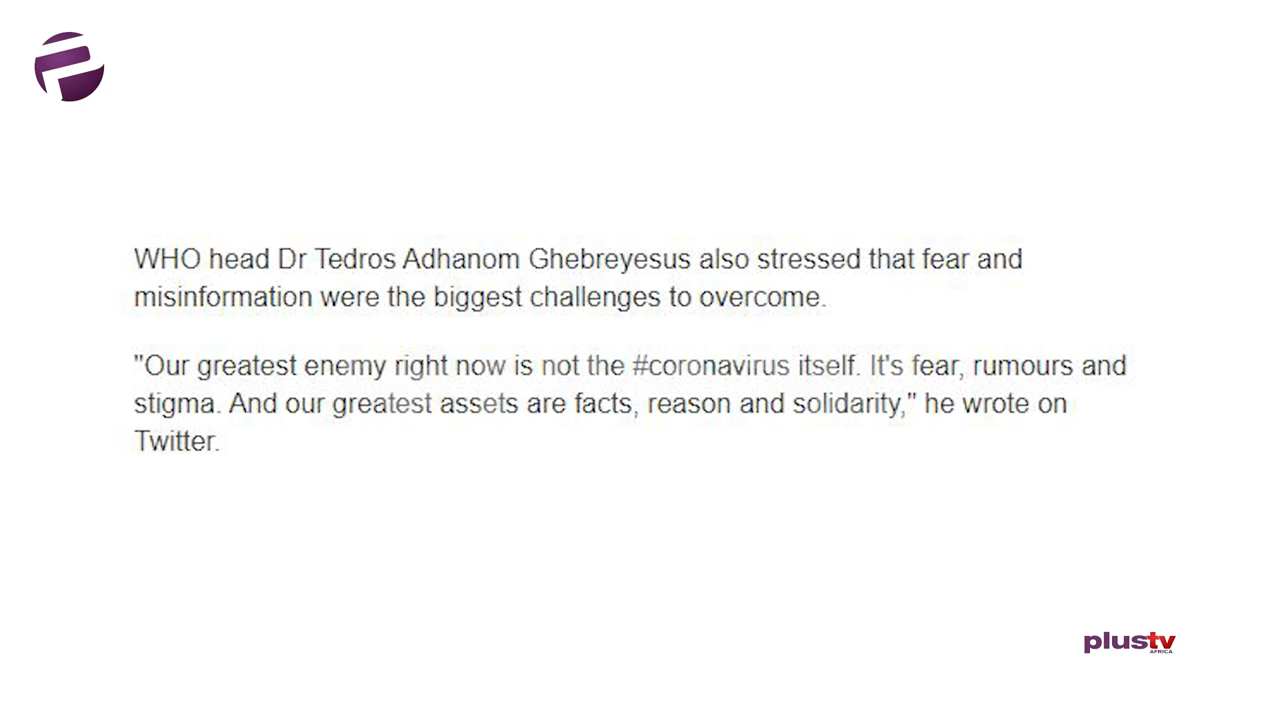 WHO head Dr Tedros Adhanom Ghebreyesus also stressed that fear and
misinformation were the biggest challenges to overcome.
"Our greatest enemy right now is not the #coronavirus itself. It's fear, rumours and
stigma. And our greatest assets are facts, reason and solidarity," he wrote on
Twitter.
plustv
AFRICA